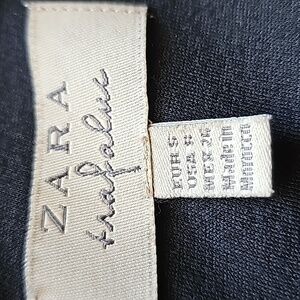 ZARA
trafaluc
EUR S
USA S
MEX 26
Made in
Morocco